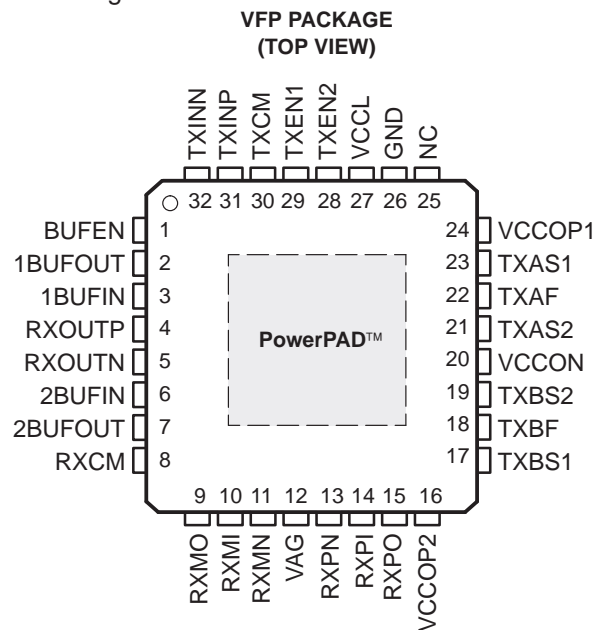 VFP PACKAGE
(TOP VIEW)
TXINN
TXINP
TXCM
TXEN1
TXEN2
VCCL
GND
NC
32 31 30 29 28 27 26 25
BUFEN 1
1BUFOUT 2
1BUFIN 3
RXOUTP 4
RXOUTN 5
2BUFIN 6
2BUFOUT 7
RXCM 8
PowerPAD™
24 VCCOP1
23 TXAS1
22 TXAF
21 TXAS2
20 VCCON
19 TXBS2
18 TXBF
17 TXBS1
9 10 11 12 13 14 15 16
RXMO
RXMI
RXMN
VAG
RXPN
RXPI
RXPO
VCCOP2